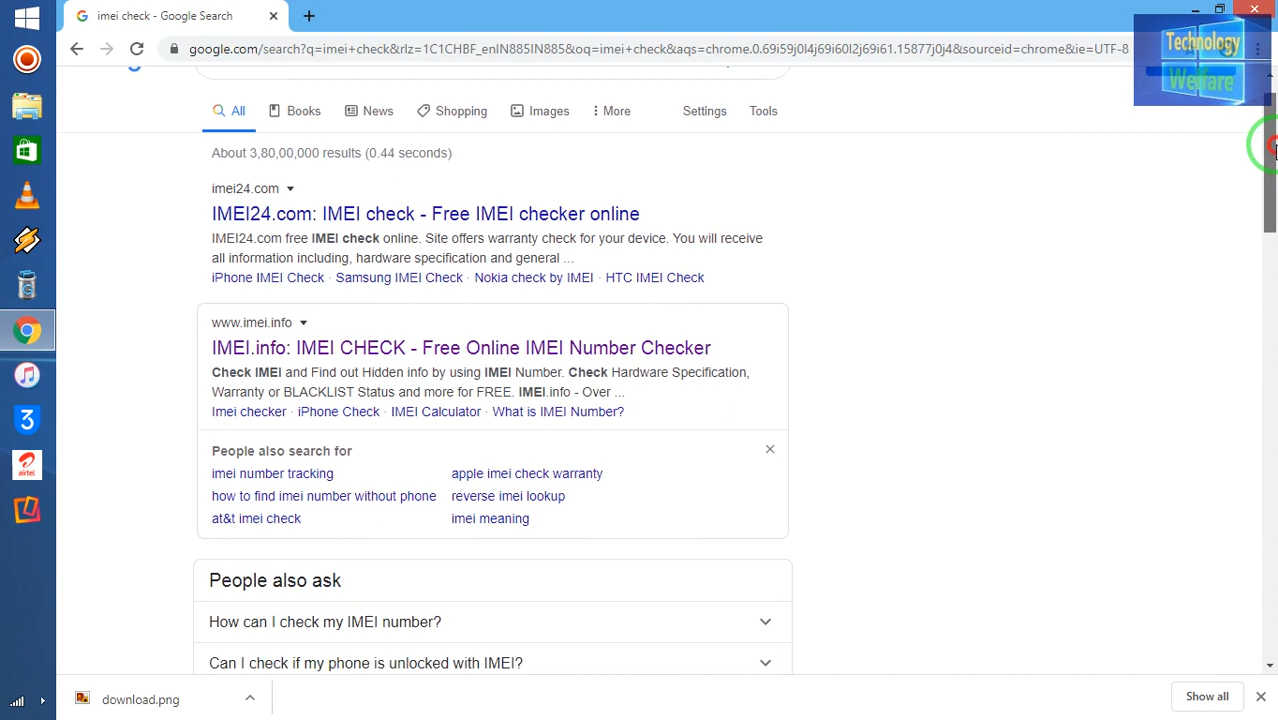 imei check - Google Search
google.com/search?q=imei+check&rlz=1C1CHBF_enIN885IN885&oq=imei+check&aqs=chrome.0.69i59j0l4j69i60l2j69i61.15877j0j4&sourceid=chrome&ie=UTF-8
Technology
Welfare
All
Books
News
Shopping
Images
More
Settings
Tools
About 3,80,00,000 results (0.44 seconds)
imei24.com
IMEI24.com: IMEI check - Free IMEI checker online
IMEI24.com free IMEI check online. Site offers warranty check for your device. You will receive
all information including, hardware specification and general ...
iPhone IMEI Check · Samsung IMEI Check · Nokia check by IMEI · HTC IMEI Check
www.imei.info
IMEI.info: IMEI CHECK - Free Online IMEI Number Checker
Check IMEI and Find out Hidden info by using IMEI Number. Check Hardware Specification,
Warranty or BLACKLIST Status and more for FREE. IMEI.info - Over ...
Imei checker · iPhone Check · IMEI Calculator · What is IMEI Number?
People also search for
imei number tracking
apple imei check warranty
how to find imei number without phone
reverse imei lookup
at&t imei check
imei meaning
People also ask
How can I check my IMEI number?
Can I check if my phone is unlocked with IMEI?
3
airtel
download.png
Show all